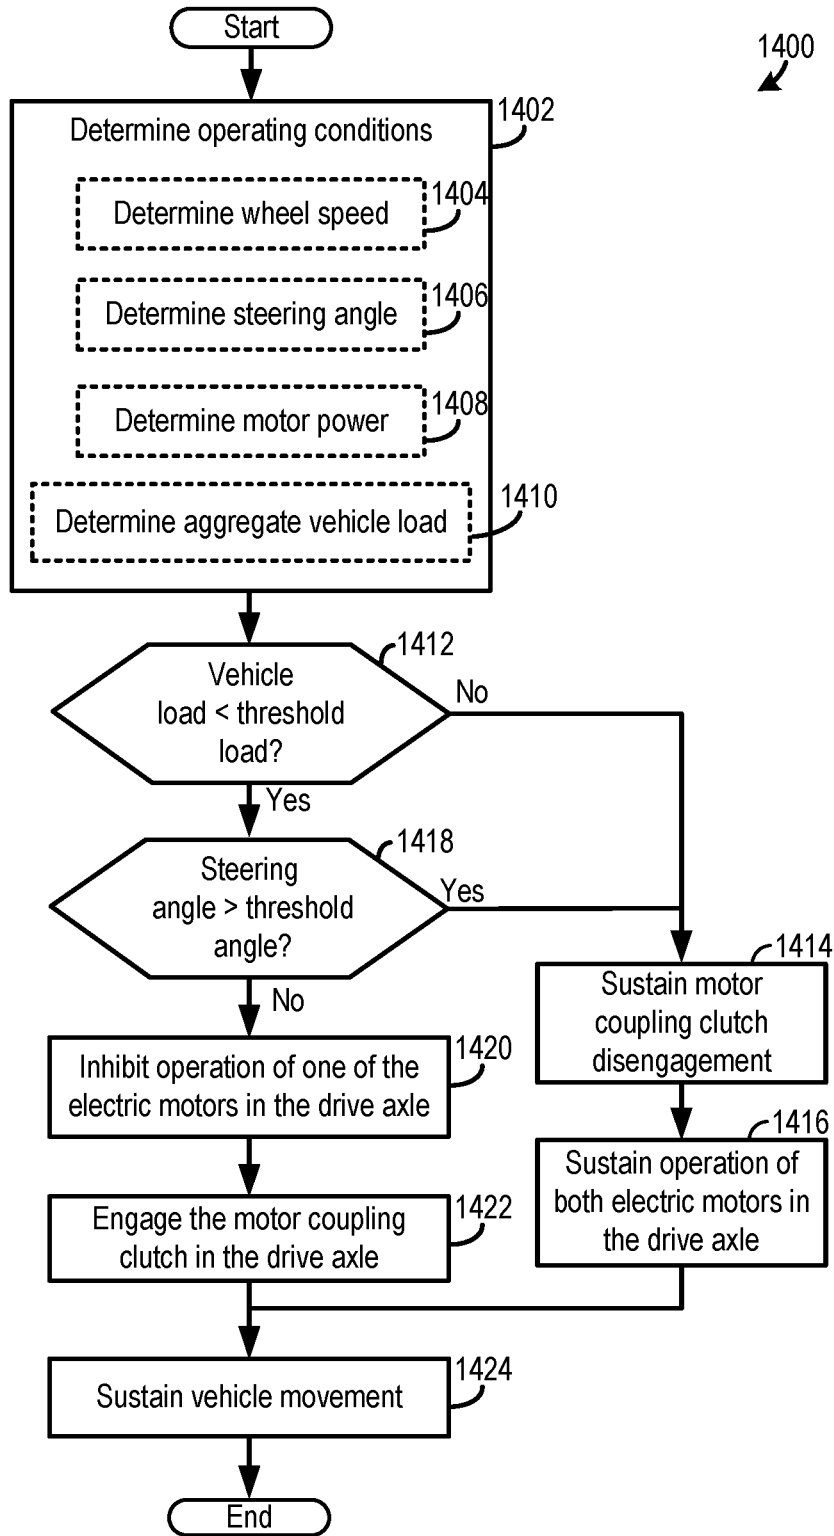 Start
1400
1402
Determine operating conditions
1404
Determine wheel speed
1406
Determine steering angle
1408
Determine motor power
1410
Determine aggregate vehicle load
1412
Vehicle
load < threshold
load?
No
Yes
1418
Steering
angle > threshold
angle?
Yes
No
1414
Sustain motor
coupling clutch
disengagement
1420
Inhibit operation of one of the
electric motors in the drive axle
1416
Sustain operation of
both electric motors in
the drive axle
1422
Engage the motor coupling
clutch in the drive axle
1424
Sustain vehicle movement
End